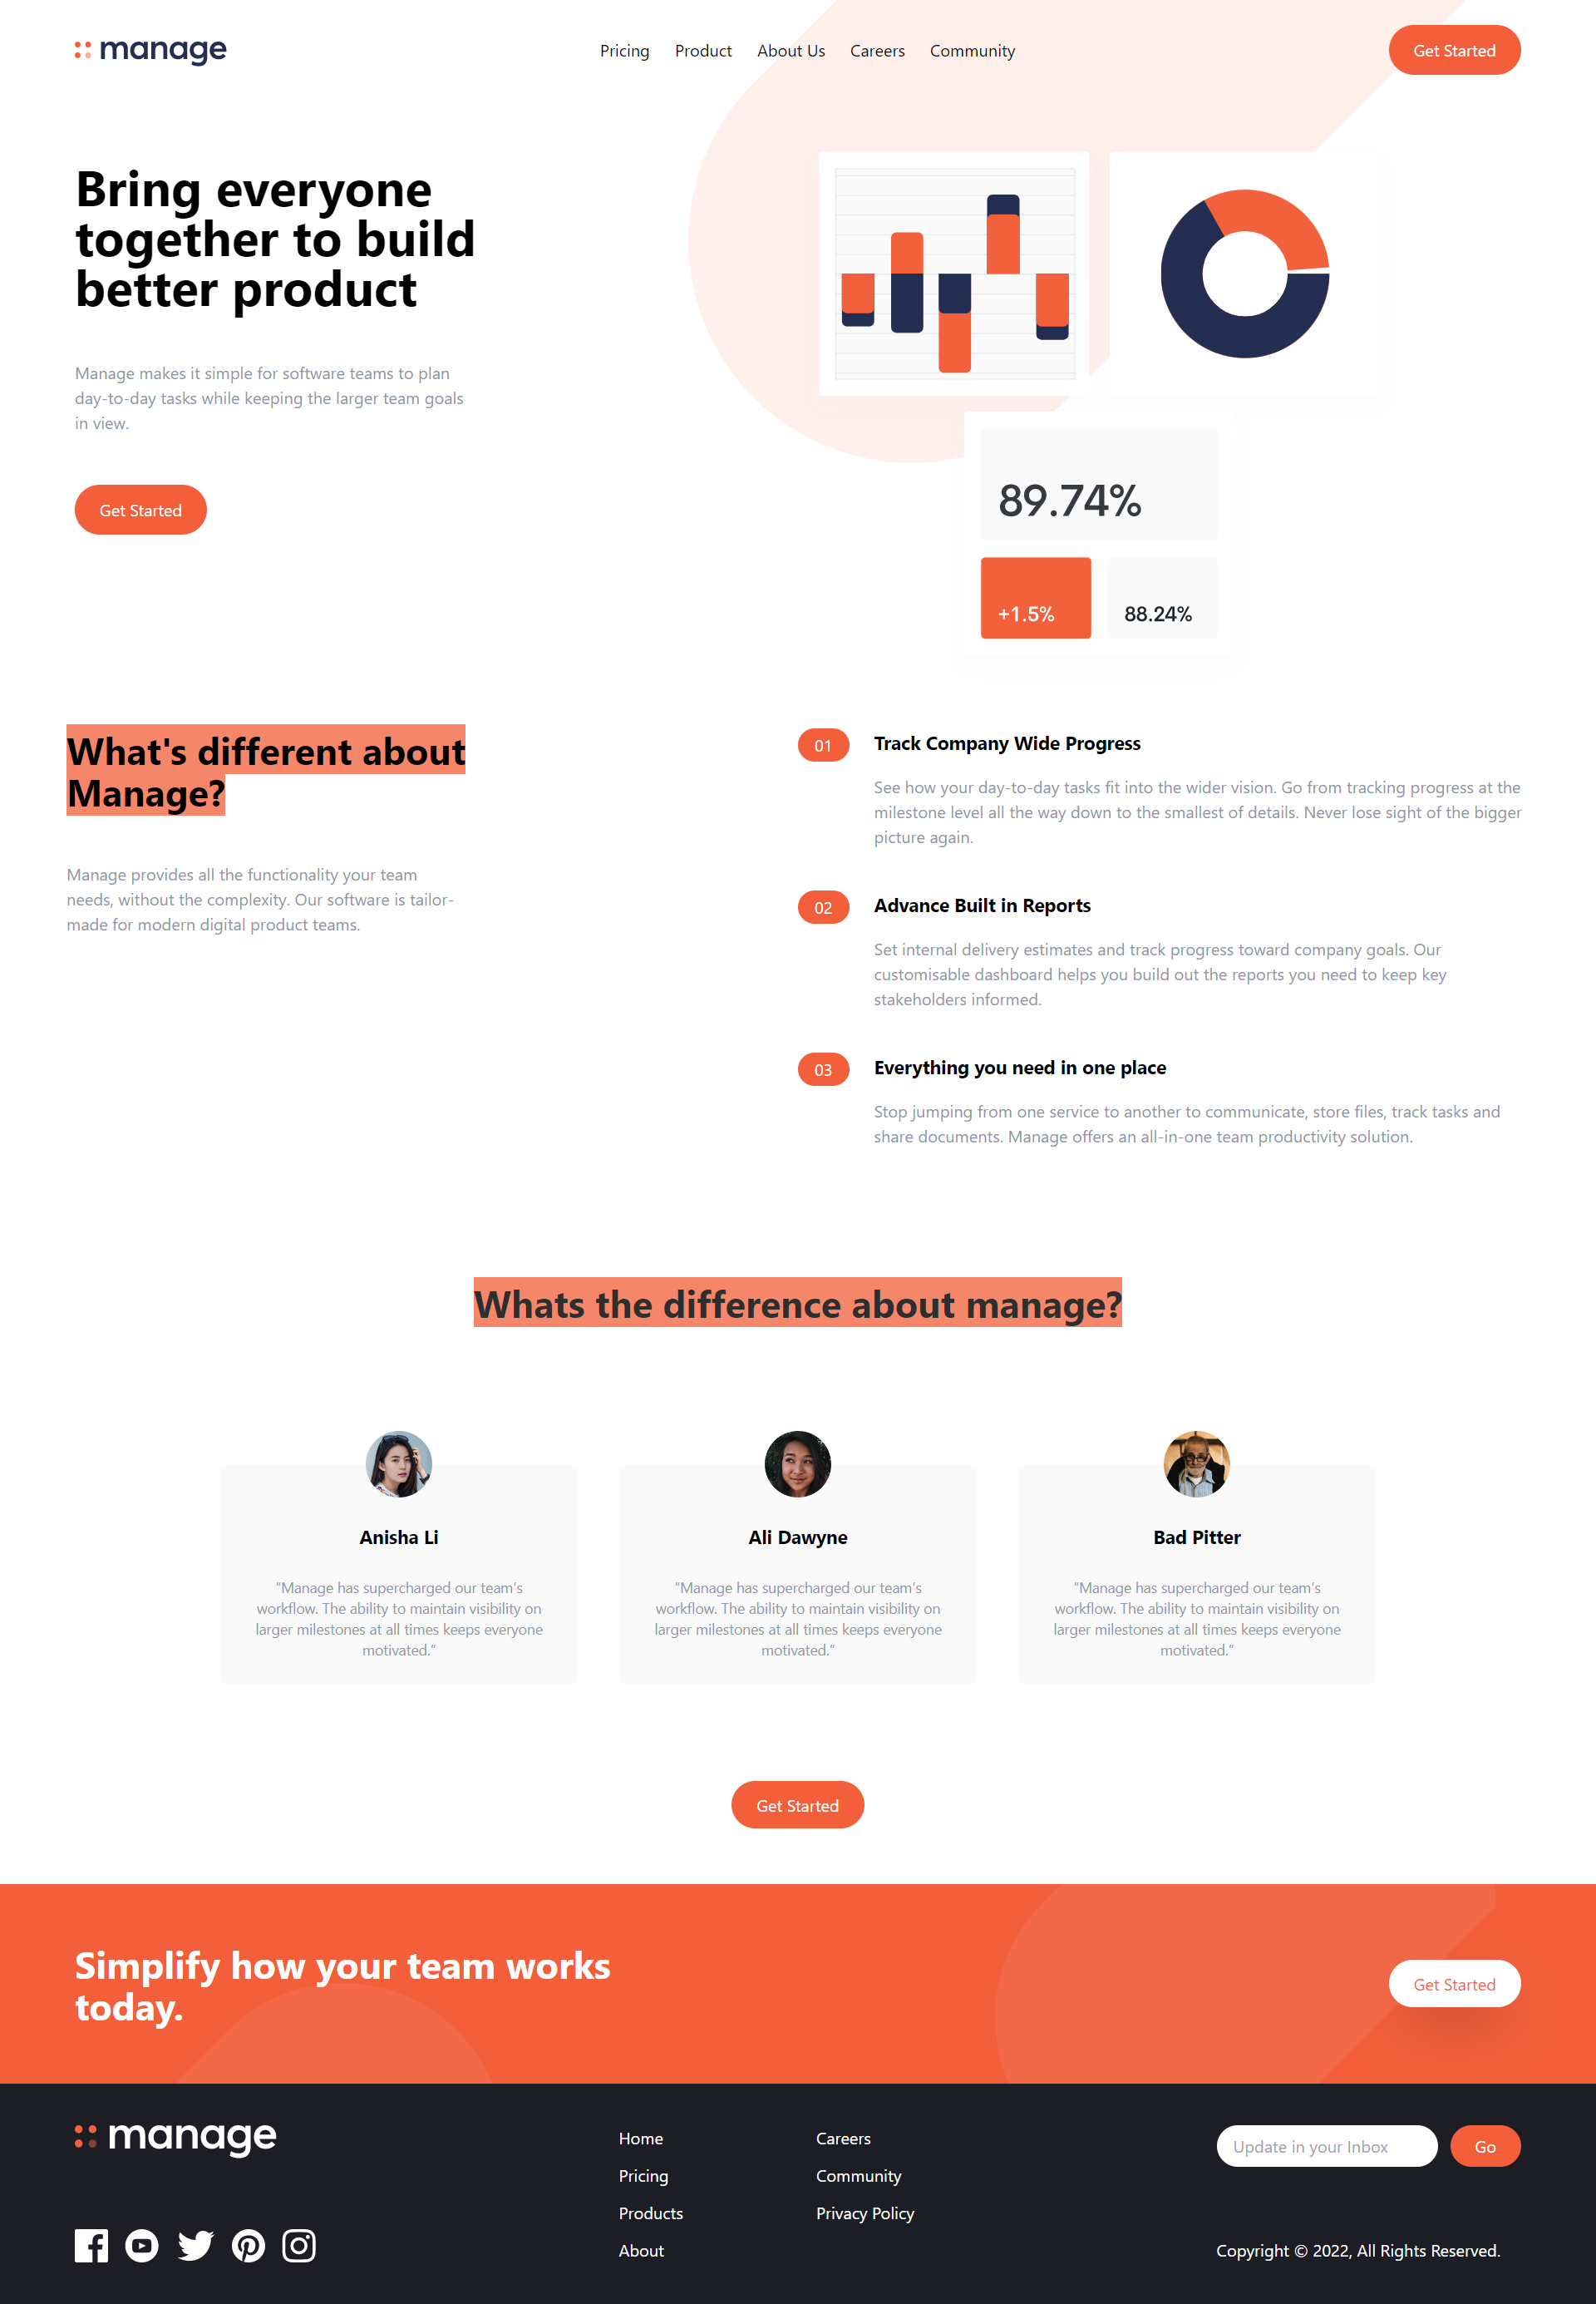 manage
Pricing Product About Us Careers Community
Get Started
Bring everyone
together to build
better product
Manage makes it simple for software teams to plan
day-to-day tasks while keeping the larger team goals
in view.
Get Started
89.74%
+1.5%
88.24%
What's different about
Manage?
Manage provides all the functionality your team
needs, without the complexity. Our software is tailor-
made for modern digital product teams.
01
Track Company Wide Progress
See how your day-to-day tasks fit into the wider vision. Go from tracking progress at the
milestone level all the way down to the smallest of details. Never lose sight of the bigger
picture again.
02
Advance Built in Reports
Set internal delivery estimates and track progress toward company goals. Our
customisable dashboard helps you build out the reports you need to keep key
stakeholders informed.
03
Everything you need in one place
Stop jumping from one service to another to communicate, store files, track tasks and
share documents. Manage offers an all-in-one team productivity solution.
Whats the difference about manage?
Anisha Li
“Manage has supercharged our team’s
workflow. The ability to maintain visibility on
larger milestones at all times keeps everyone
motivated.”
Ali Dawyne
“Manage has supercharged our team’s
workflow. The ability to maintain visibility on
larger milestones at all times keeps everyone
motivated.”
Bad Pitter
“Manage has supercharged our team’s
workflow. The ability to maintain visibility on
larger milestones at all times keeps everyone
motivated.”
Get Started
Simplify how your team works
today.
Get Started
manage
Home
Pricing
Products
About
Careers
Community
Privacy Policy
Update in your Inbox
Go
Copyright © 2022, All Rights Reserved.